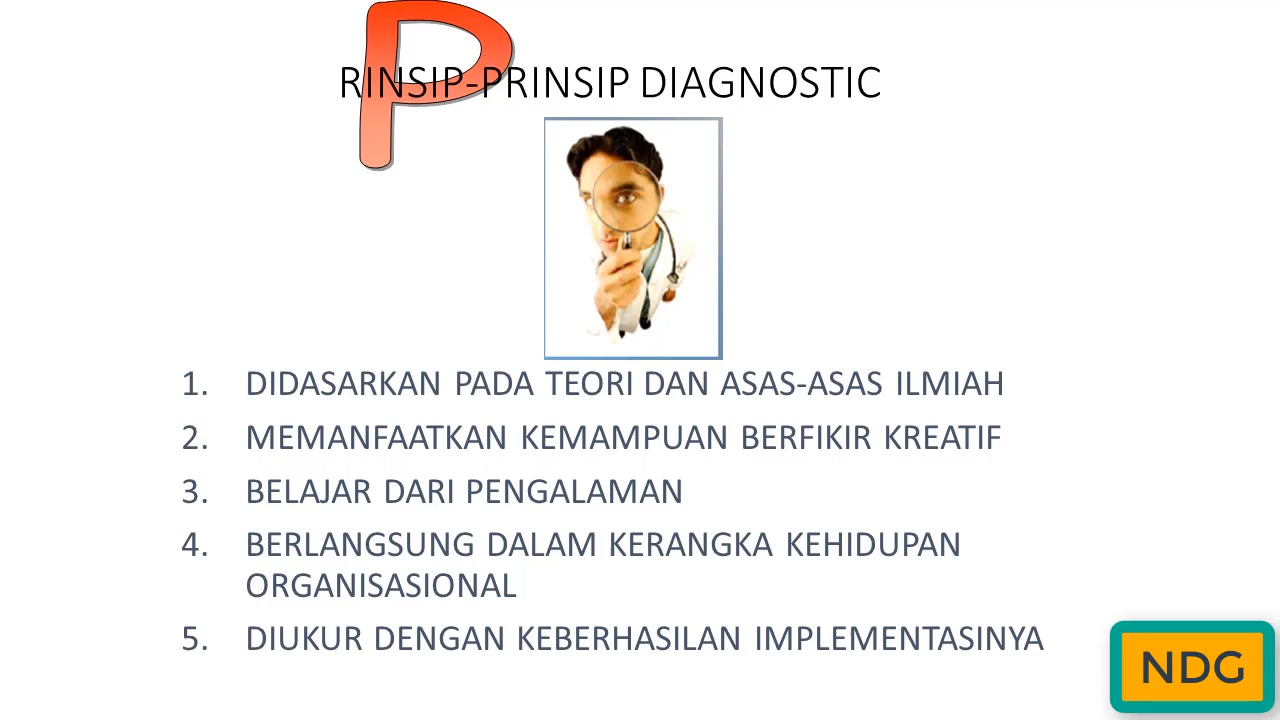 PRINSIP-PRINSIP DIAGNOSTIC
1. DIDASARKAN PADA TEORI DAN ASAS-ASAS ILMIAH
2. MEMANFAATKAN KEMAMPUAN BERFIKIR KREATIF
3. BELAJAR DARI PENGALAMAN
4. BERLANGSUNG DALAM KERANGKA KEHIDUPAN
ORGANISASIONAL
5. DIUKUR DENGAN KEBERHASILAN IMPLEMENTASINYA
NDG